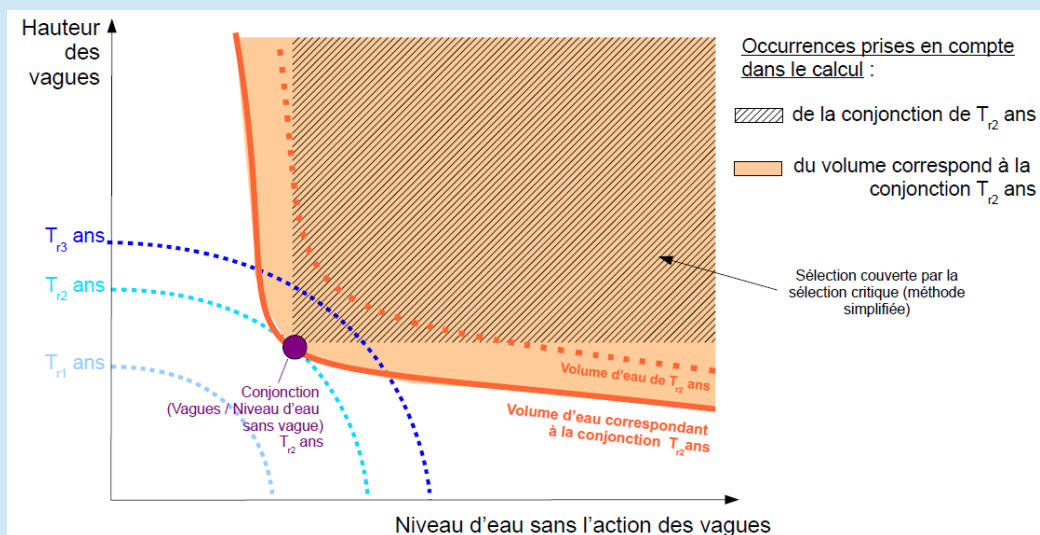 Hauteur
des
vagues
Occurrences prises en compte
dans le calcul :
de la conjonction de Tr2 ans
du volume correspond à la
conjonction Tr2 ans
Tr3 ans
Tr2 ans
Tr1 ans
Sélection couverte par la
sélection critique (méthode
simplifiée)
Conjonction
(Vagues / Niveau d'eau
sans vague)
Tr2 ans
Volume d'eau de Tr2 ans
Volume d'eau correspondant
à la conjonction Tr2 ans
Niveau d'eau sans l'action des vagues